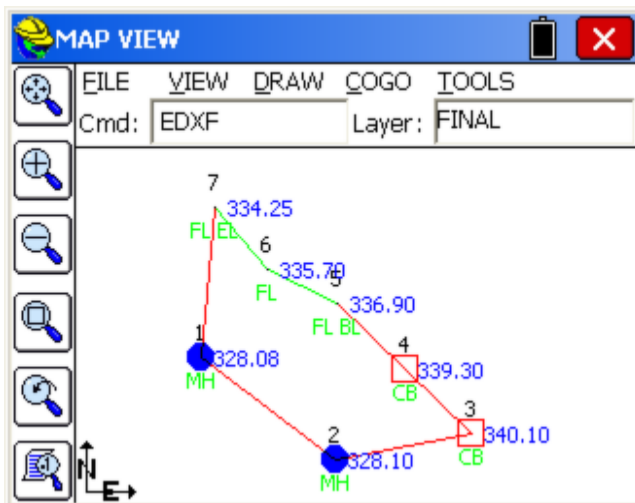 MAP VIEW
FILE VIEW DRAW COGO TOOLS
Cmd: EDXF Layer: FINAL
7
334.25
FL EL
6
335.70
FL
5
336.90
FL BL
1
328.08
MH
4
339.30
CB
3
340.10
CB
2
328.10
MH
N
E